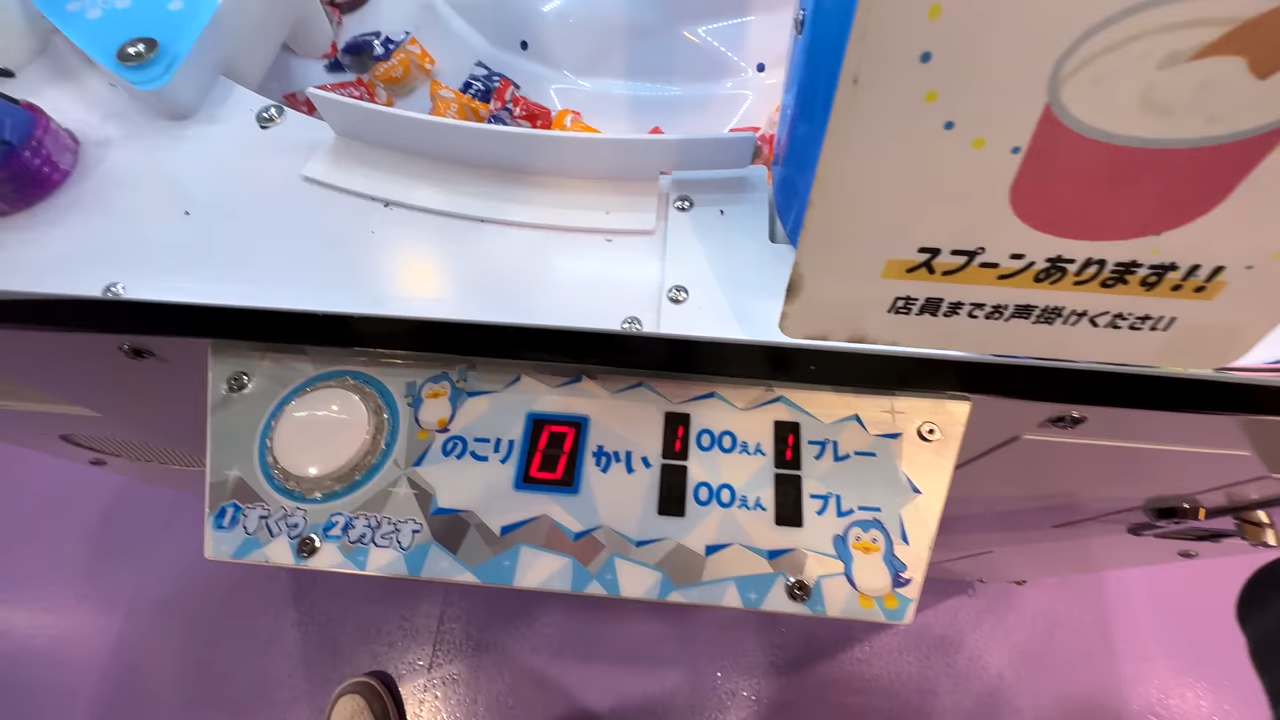 スプーンあります!!
店員までお声掛けください
のこり 0 かい
100えん 1 プレー
00えん プレー
1すくう 2おとす